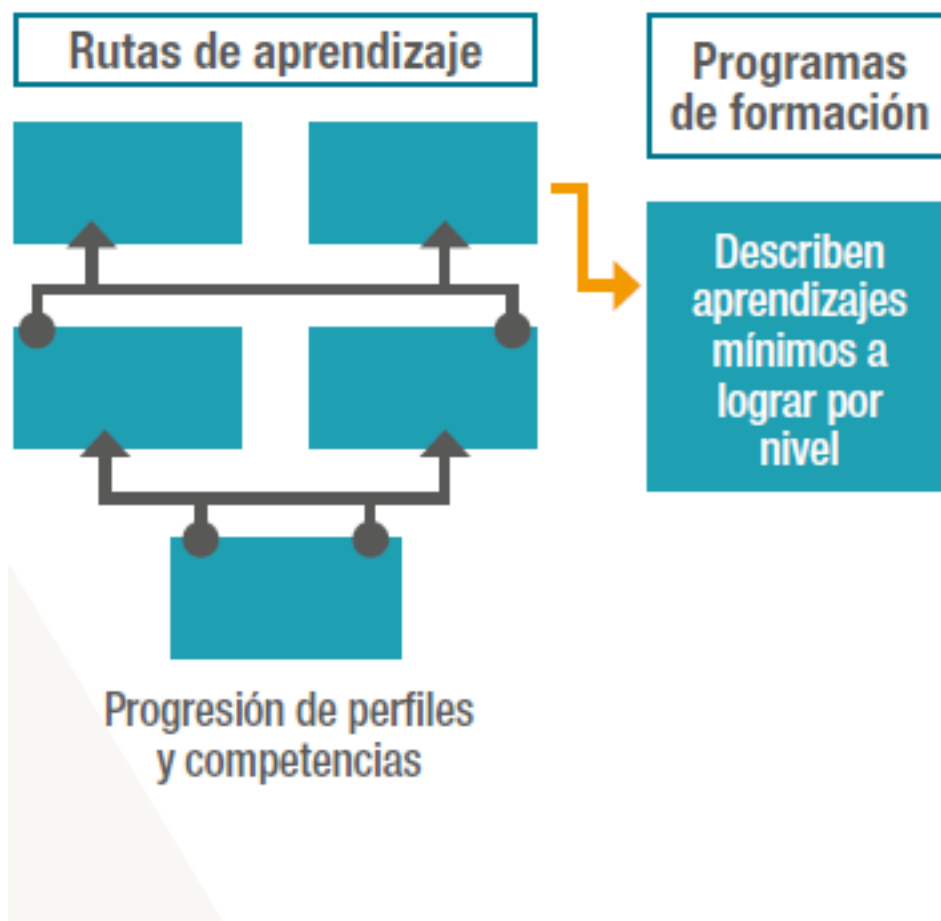 Rutas de aprendizaje
Programas
de formación
Describen
aprendizajes
mínimos a
lograr por
nivel
Progresión de perfiles
y competencias